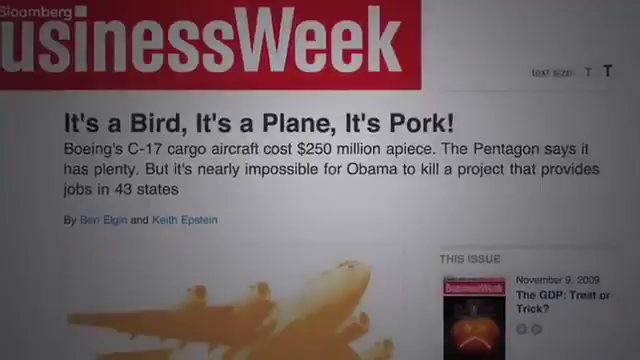 Bloomberg
BusinessWeek
text size: T T
It's a Bird, It's a Plane, It's Pork!
Boeing's C-17 cargo aircraft cost $250 million apiece. The Pentagon says it
has plenty. But it's nearly impossible for Obama to kill a project that provides
jobs in 43 states
By Ben Elgin and Keith Epstein
THIS ISSUE
BusinessWeek
November 9, 2009
The GDP: Treat or
Trick?